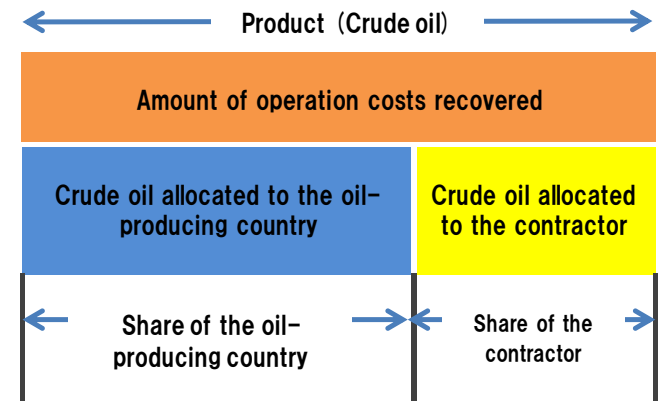 Product (Crude oil)
Amount of operation costs recovered
Crude oil allocated to the oil-
producing country
Crude oil allocated
to the contractor
Share of the oil-
producing country
Share of the
contractor